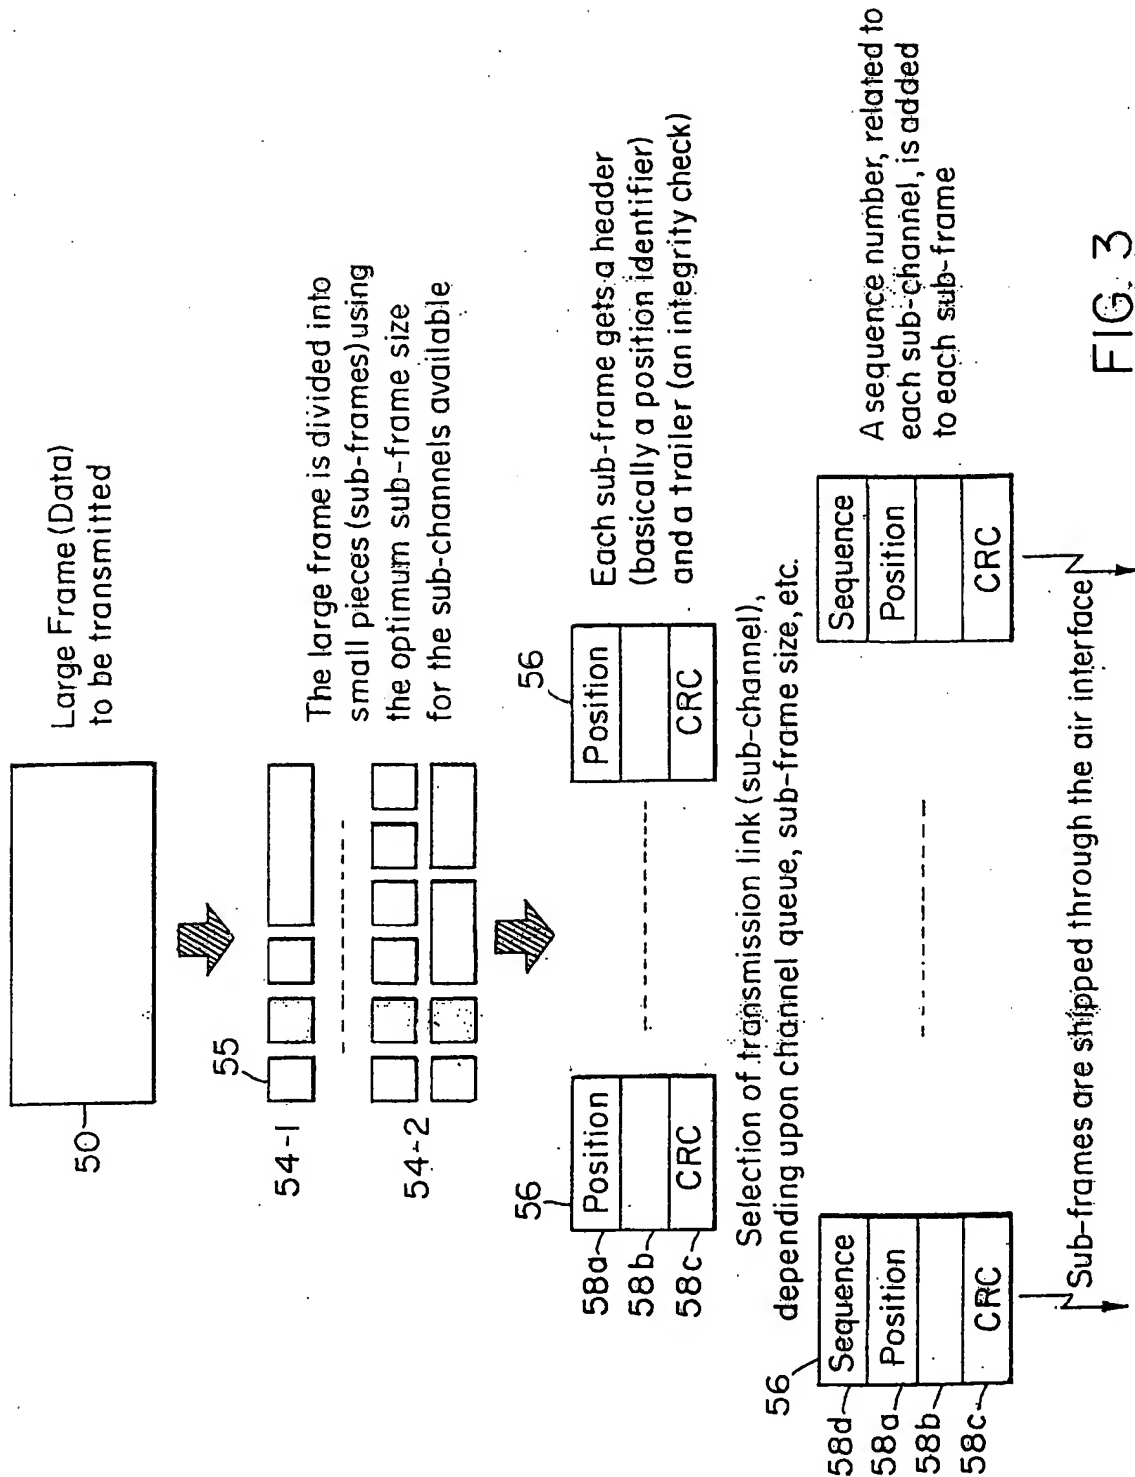 Large Frame (Data)
to be transmitted
50
The large frame is divided into
small pieces (sub-frames) using
the optimum sub-frame size
for the sub-channels available
55
54-1
54-2
Each sub-frame gets a header
(basically a position identifier)
and a trailer (an integrity check)
56
56
58a
Position
Position
58b
58c
CRC
CRC
Selection of transmission link (sub-channel),
depending upon channel queue, sub-frame size, etc.
A sequence number, related to
each sub-channel, is added
to each sub-frame
56
58d
Sequence
Sequence
58a
Position
Position
58b
58c
CRC
CRC
Sub-frames are shipped through the air interface
FIG. 3